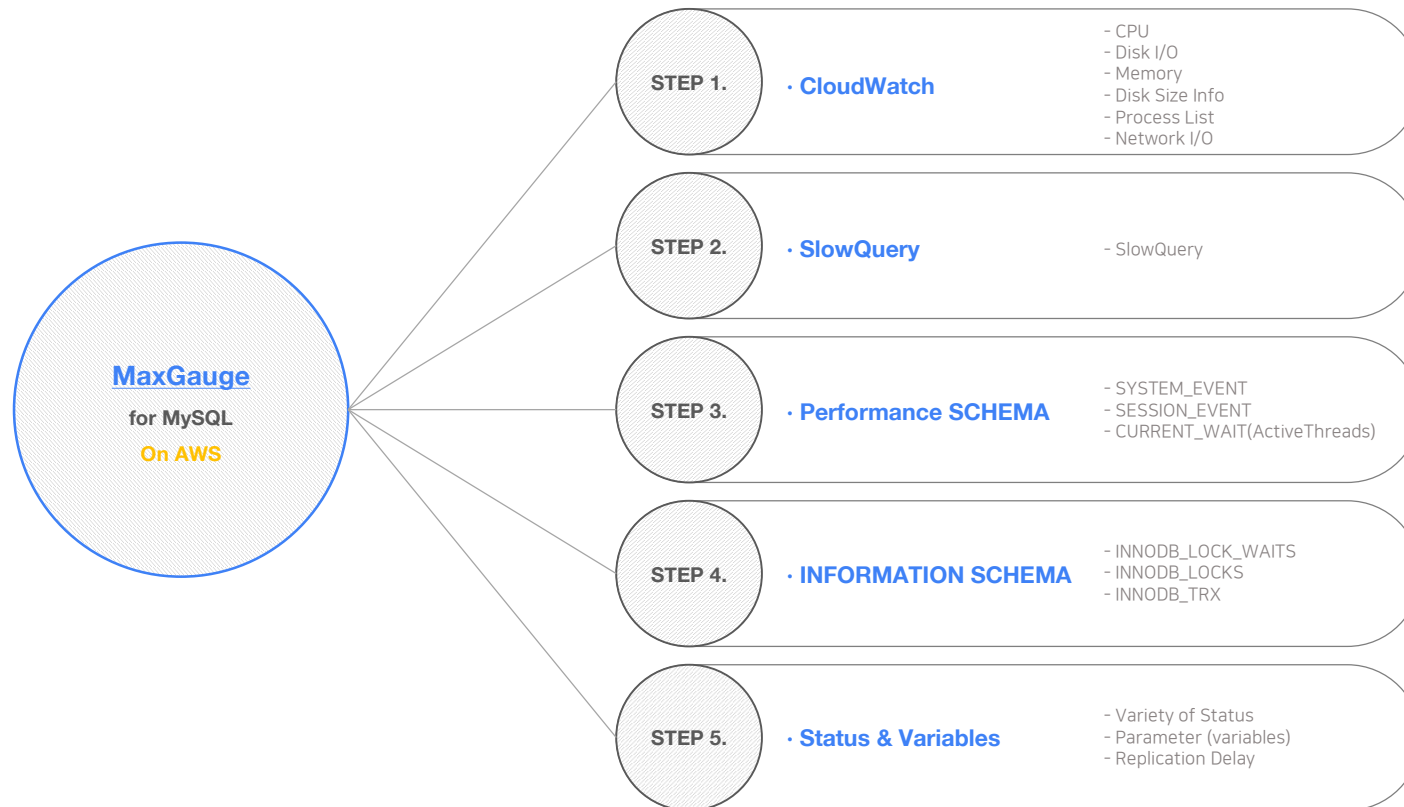 MaxGauge
for MySQL
On AWS
STEP 1.
· CloudWatch
- CPU
- Disk I/O
- Memory
- Disk Size Info
- Process List
- Network I/O
STEP 2.
· SlowQuery
- SlowQuery
STEP 3.
· Performance SCHEMA
- SYSTEM_EVENT
- SESSION_EVENT
- CURRENT_WAIT(ActiveThreads)
STEP 4.
· INFORMATION SCHEMA
- INNODB_LOCK_WAITS
- INNODB_LOCKS
- INNODB_TRX
STEP 5.
· Status & Variables
- Variety of Status
- Parameter (variables)
- Replication Delay